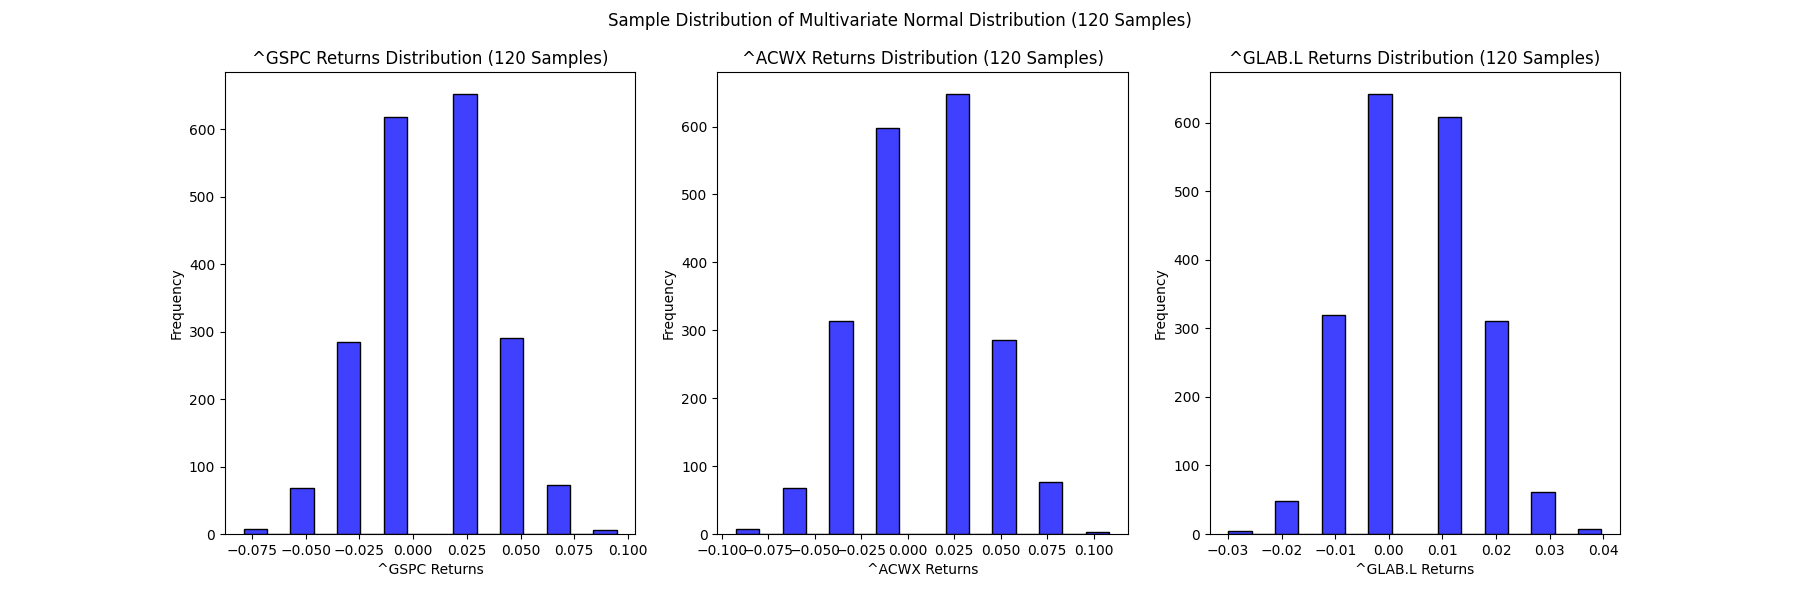 Sample Distribution of Multivariate Normal Distribution (120 Samples)
^GSPC Returns Distribution (120 Samples)
Frequency
600
500
400
300
200
100
0
−0.075 −0.050 −0.025 0.000 0.025 0.050 0.075 0.100
^GSPC Returns
^ACWX Returns Distribution (120 Samples)
Frequency
600
500
400
300
200
100
0
−0.100 −0.075 −0.050 −0.025 0.000 0.025 0.050 0.075 0.100
^ACWX Returns
^GLAB.L Returns Distribution (120 Samples)
Frequency
600
500
400
300
200
100
0
−0.03 −0.02 −0.01 0.00 0.01 0.02 0.03 0.04
^GLAB.L Returns